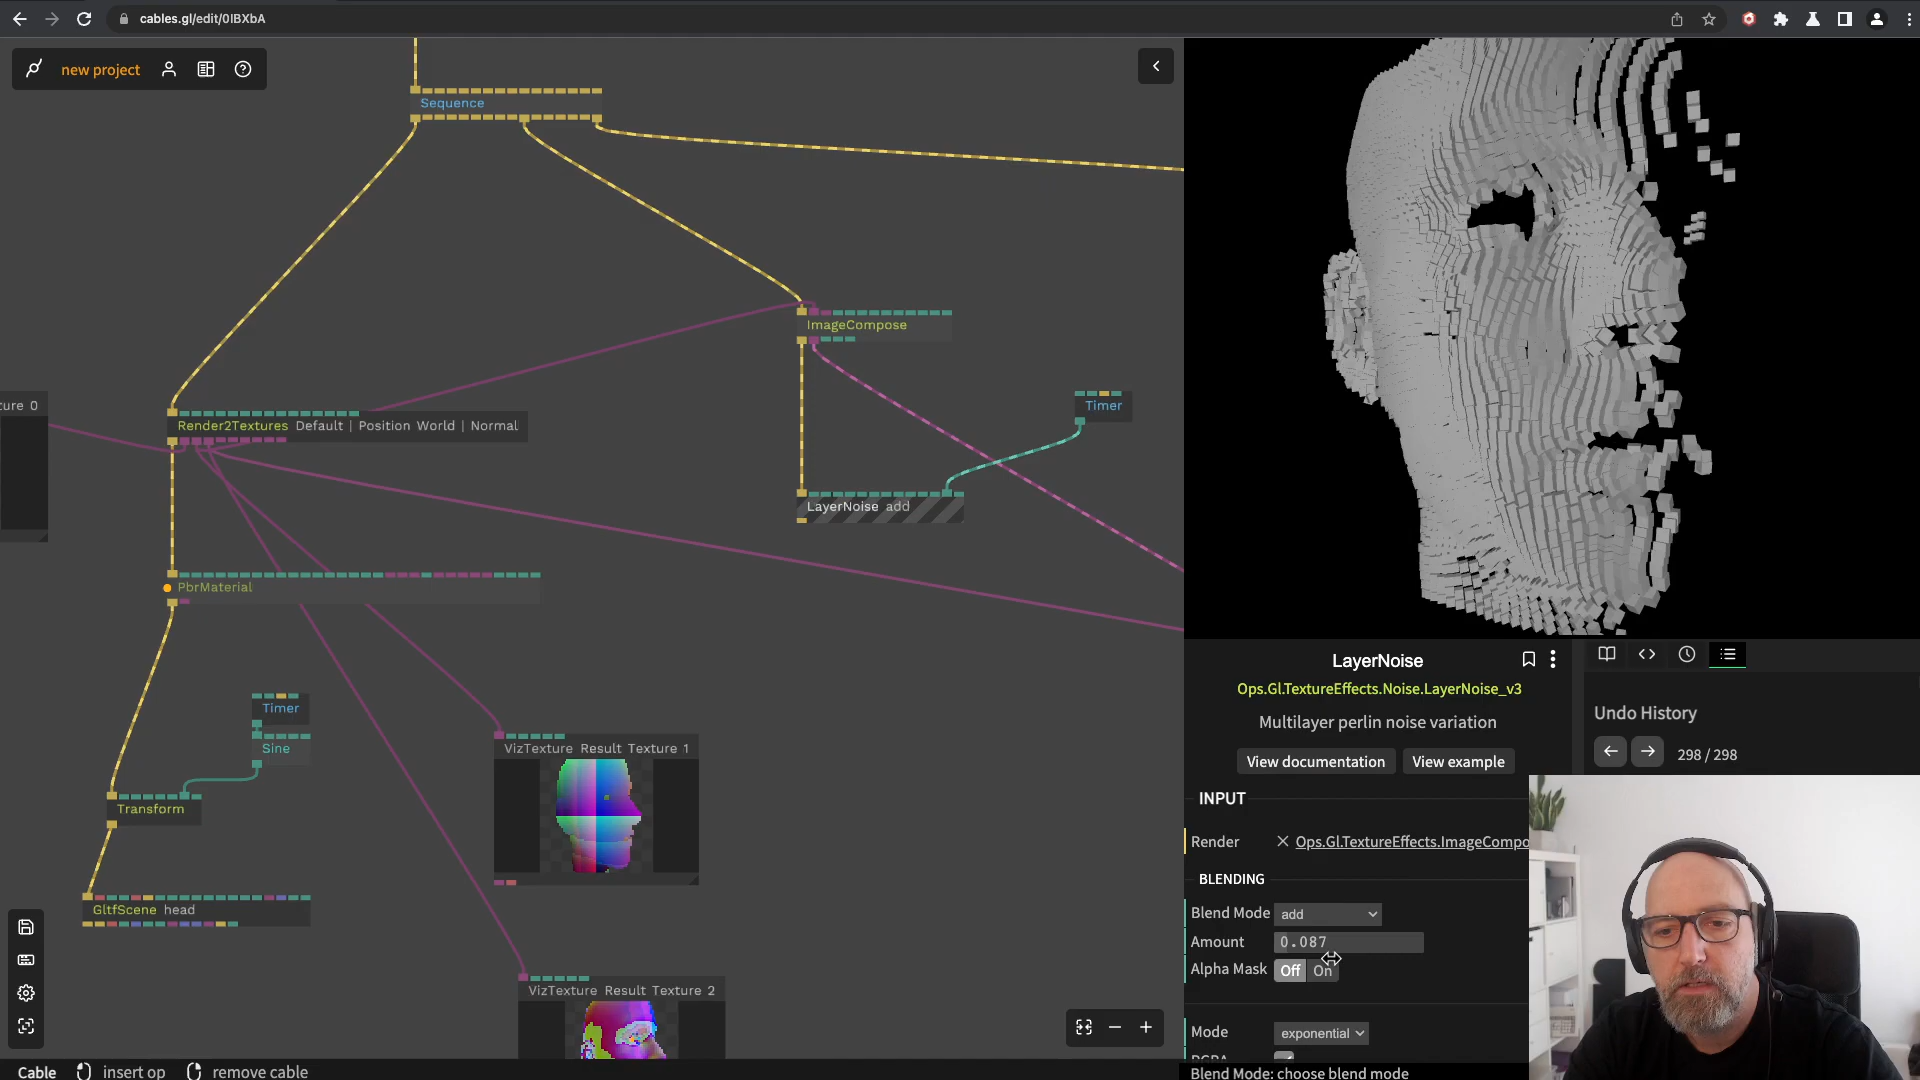 cables.gl/edit/0lBXbA
new project
Sequence
ImageCompose
ture 0
Timer
Render2Textures Default | Position World | Normal
LayerNoise add
PbrMaterial
Timer
Sine
VizTexture Result Texture 1
Transform
GltfScene head
VizTexture Result Texture 2
Cable insert op remove cable
LayerNoise
Ops.Gl.TextureEffects.Noise.LayerNoise_v3
Multilayer perlin noise variation
View documentation View example
INPUT
Render Ops.Gl.TextureEffects.ImageCompo
BLENDING
Blend Mode add
Amount 0.087
Alpha Mask Off On
Mode exponential
RGBA
Blend Mode: choose blend mode
Undo History
298 / 298